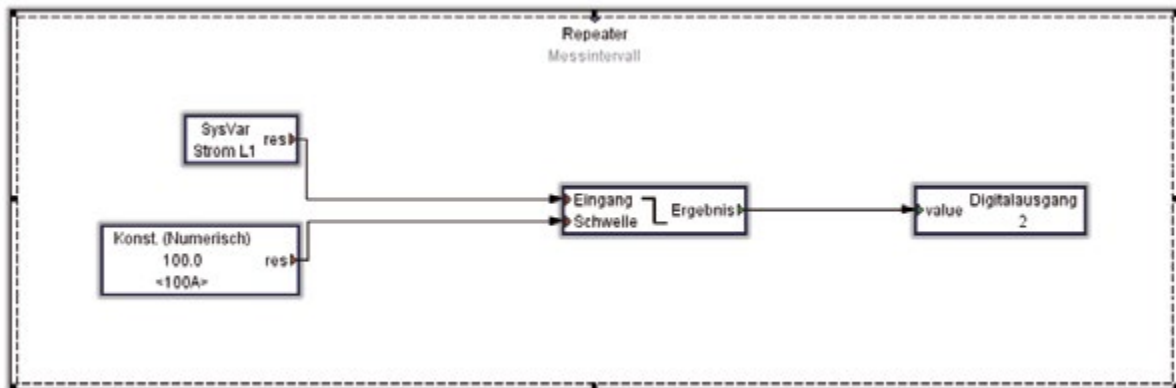 Repeater
Messintervall
SysVar
Strom L1
res
Eingang
Schwelle
Ergebnis
value
Digitalausgang
2
Konst. (Numerisch)
100.0
<100A>
res